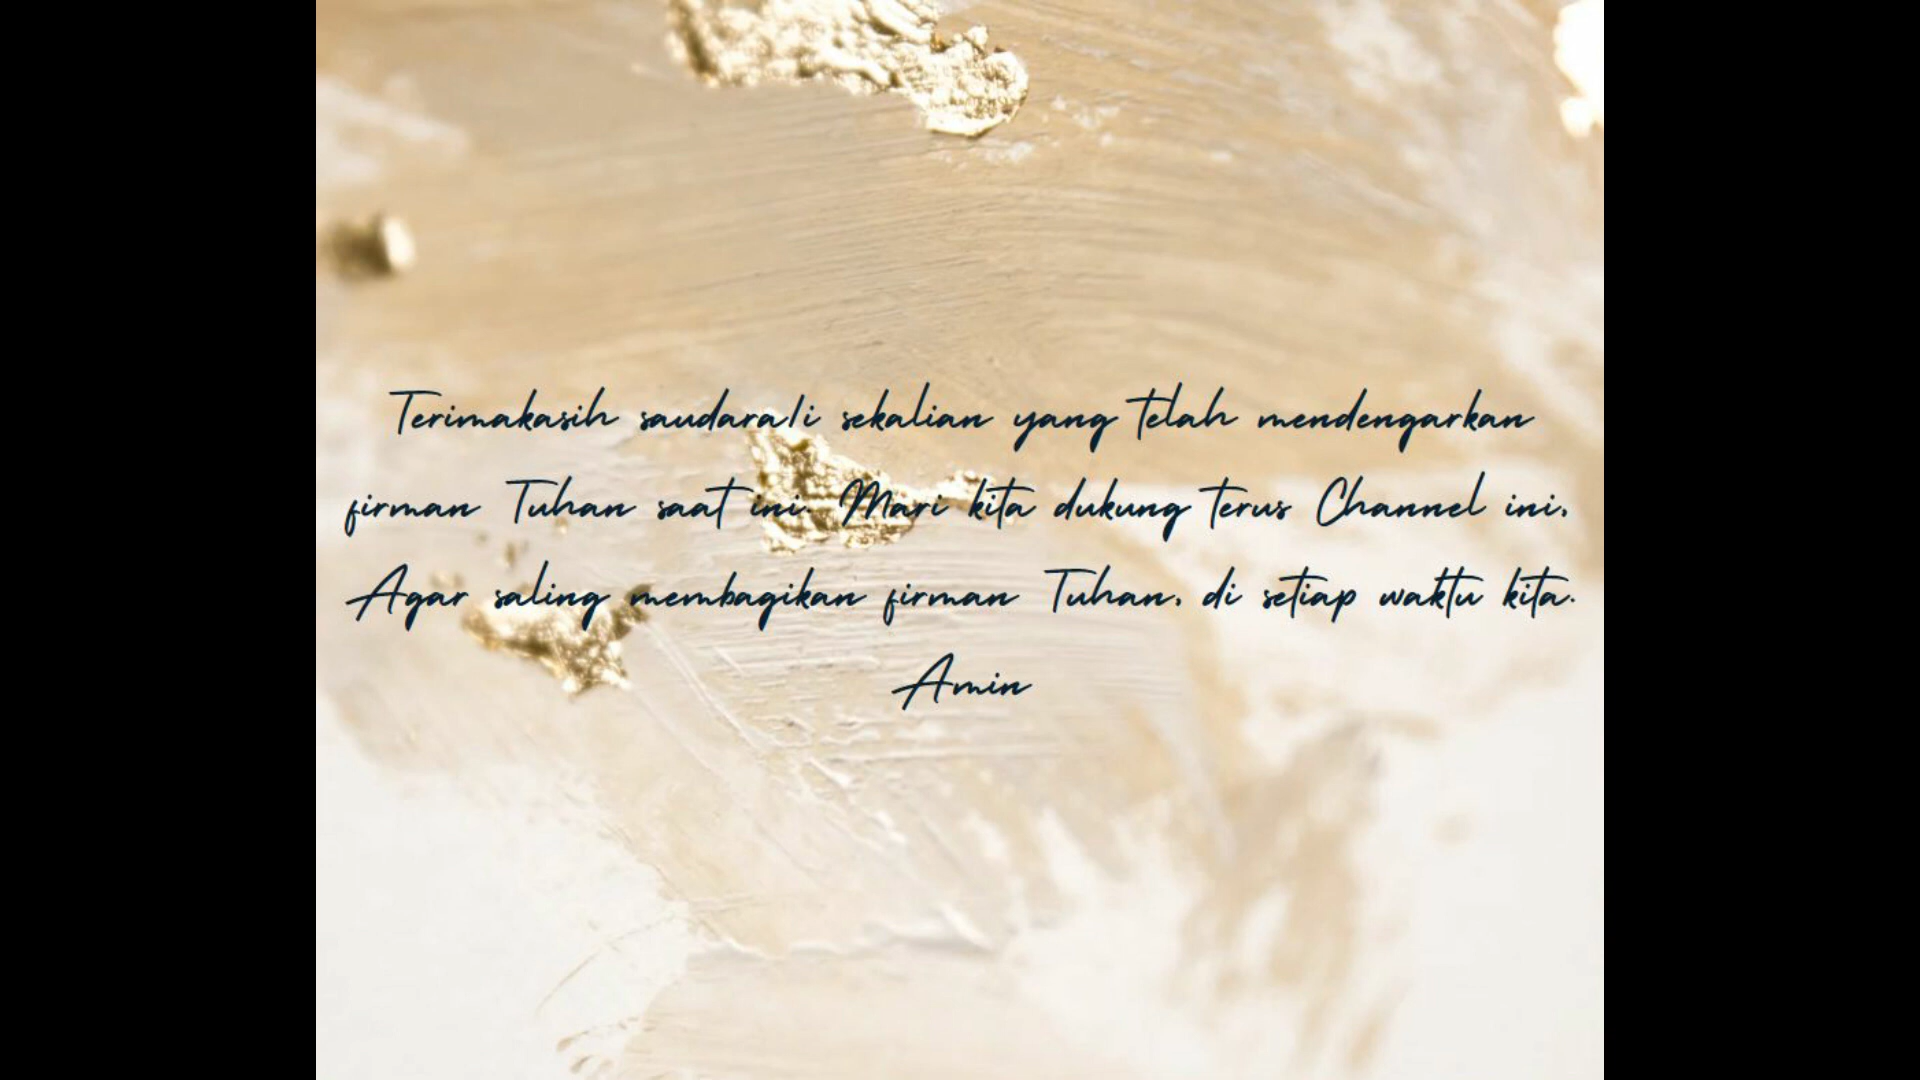 Terimakasih saudara/i sekalian yang telah mendengarkan
firman Tuhan saat ini. Mari kita dukung terus Channel ini,
Agar saling membagikan firman Tuhan, di setiap waktu kita.
Amin